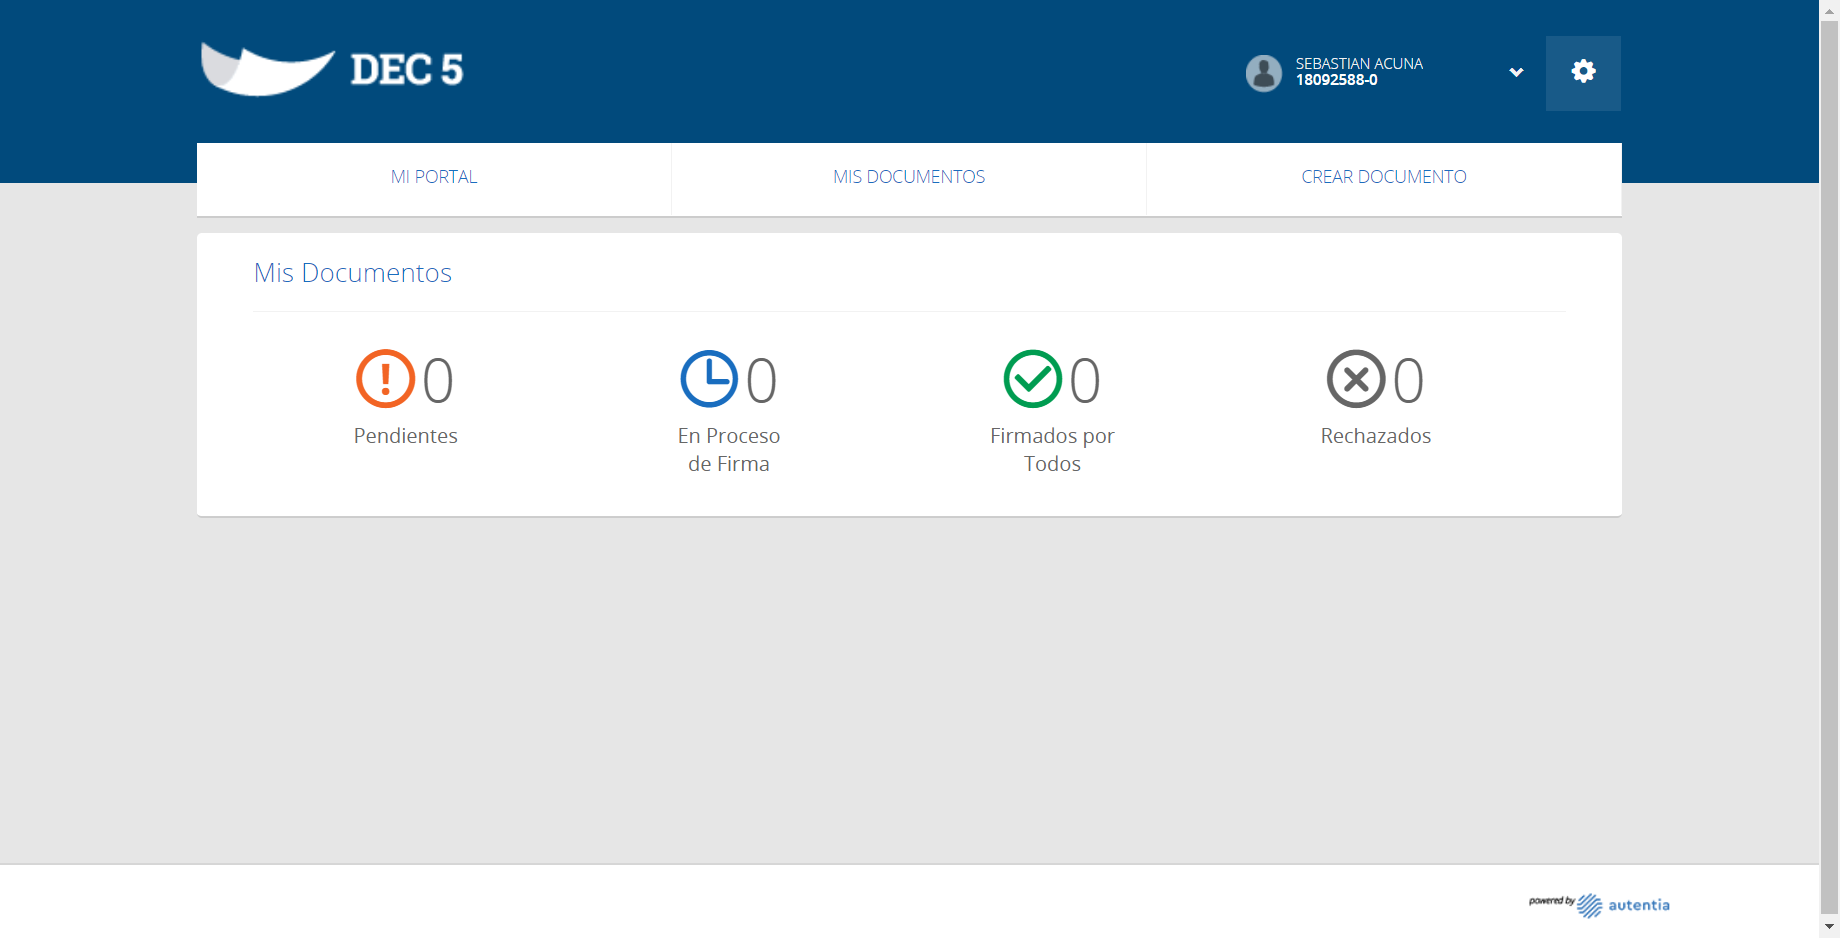 DEC 5
SEBASTIAN ACUNA
18092588-0
MI PORTAL
MIS DOCUMENTOS
CREAR DOCUMENTO
Mis Documentos
0
Pendientes
0
En Proceso
de Firma
0
Firmados por
Todos
0
Rechazados
powered by autentia